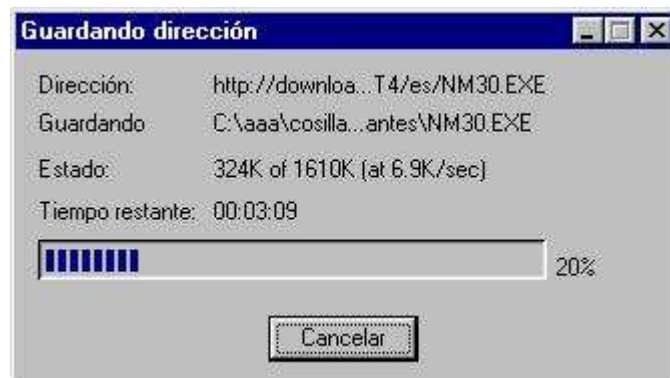 Guardando dirección
Dirección: http://downloa...T4/es/NM30.EXE
Guardando C:\aaa\cosilla...antes\NM30.EXE
Estado: 324K of 1610K (at 6.9K/sec)
Tiempo restante: 00:03:09
20%
Cancelar